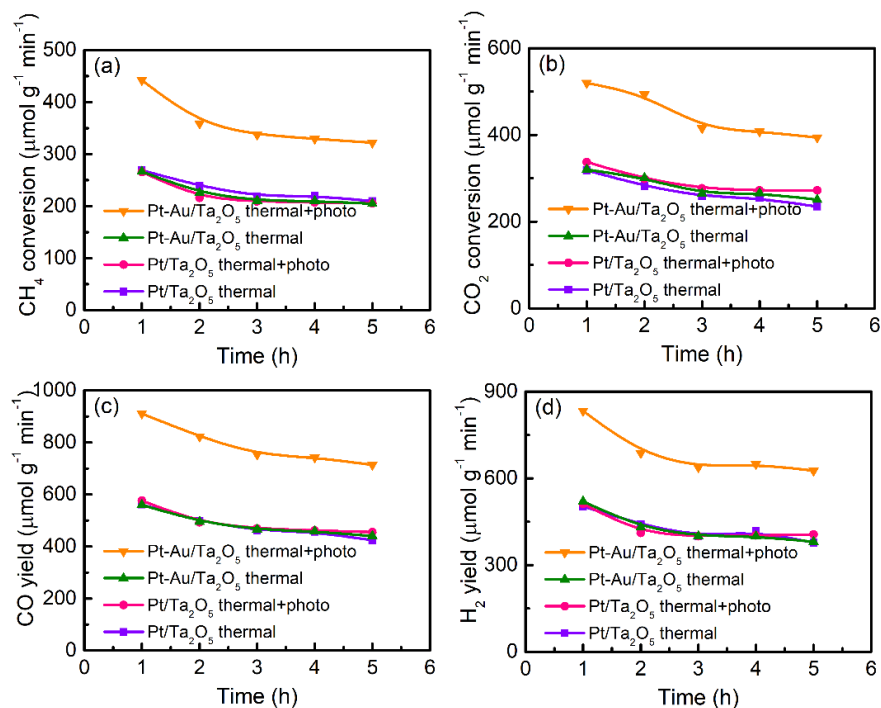 (a)
CH₄ conversion (μmol g⁻¹ min⁻¹)
500
400
300
200
100
0
Pt-Au/Ta₂O₅ thermal+photo
Pt-Au/Ta₂O₅ thermal
Pt/Ta₂O₅ thermal+photo
Pt/Ta₂O₅ thermal
0 1 2 3 4 5 6
Time (h)
(b)
CO₂ conversion (μmol g⁻¹ min⁻¹)
600
400
200
0
Pt-Au/Ta₂O₅ thermal+photo
Pt-Au/Ta₂O₅ thermal
Pt/Ta₂O₅ thermal+photo
Pt/Ta₂O₅ thermal
0 1 2 3 4 5 6
Time (h)
(c)
CO yield (μmol g⁻¹ min⁻¹)
1000
800
600
400
200
0
Pt-Au/Ta₂O₅ thermal+photo
Pt-Au/Ta₂O₅ thermal
Pt/Ta₂O₅ thermal+photo
Pt/Ta₂O₅ thermal
0 1 2 3 4 5 6
Time (h)
(d)
H₂ yield (μmol g⁻¹ min⁻¹)
900
600
300
0
Pt-Au/Ta₂O₅ thermal+photo
Pt-Au/Ta₂O₅ thermal
Pt/Ta₂O₅ thermal+photo
Pt/Ta₂O₅ thermal
0 1 2 3 4 5 6
Time (h)